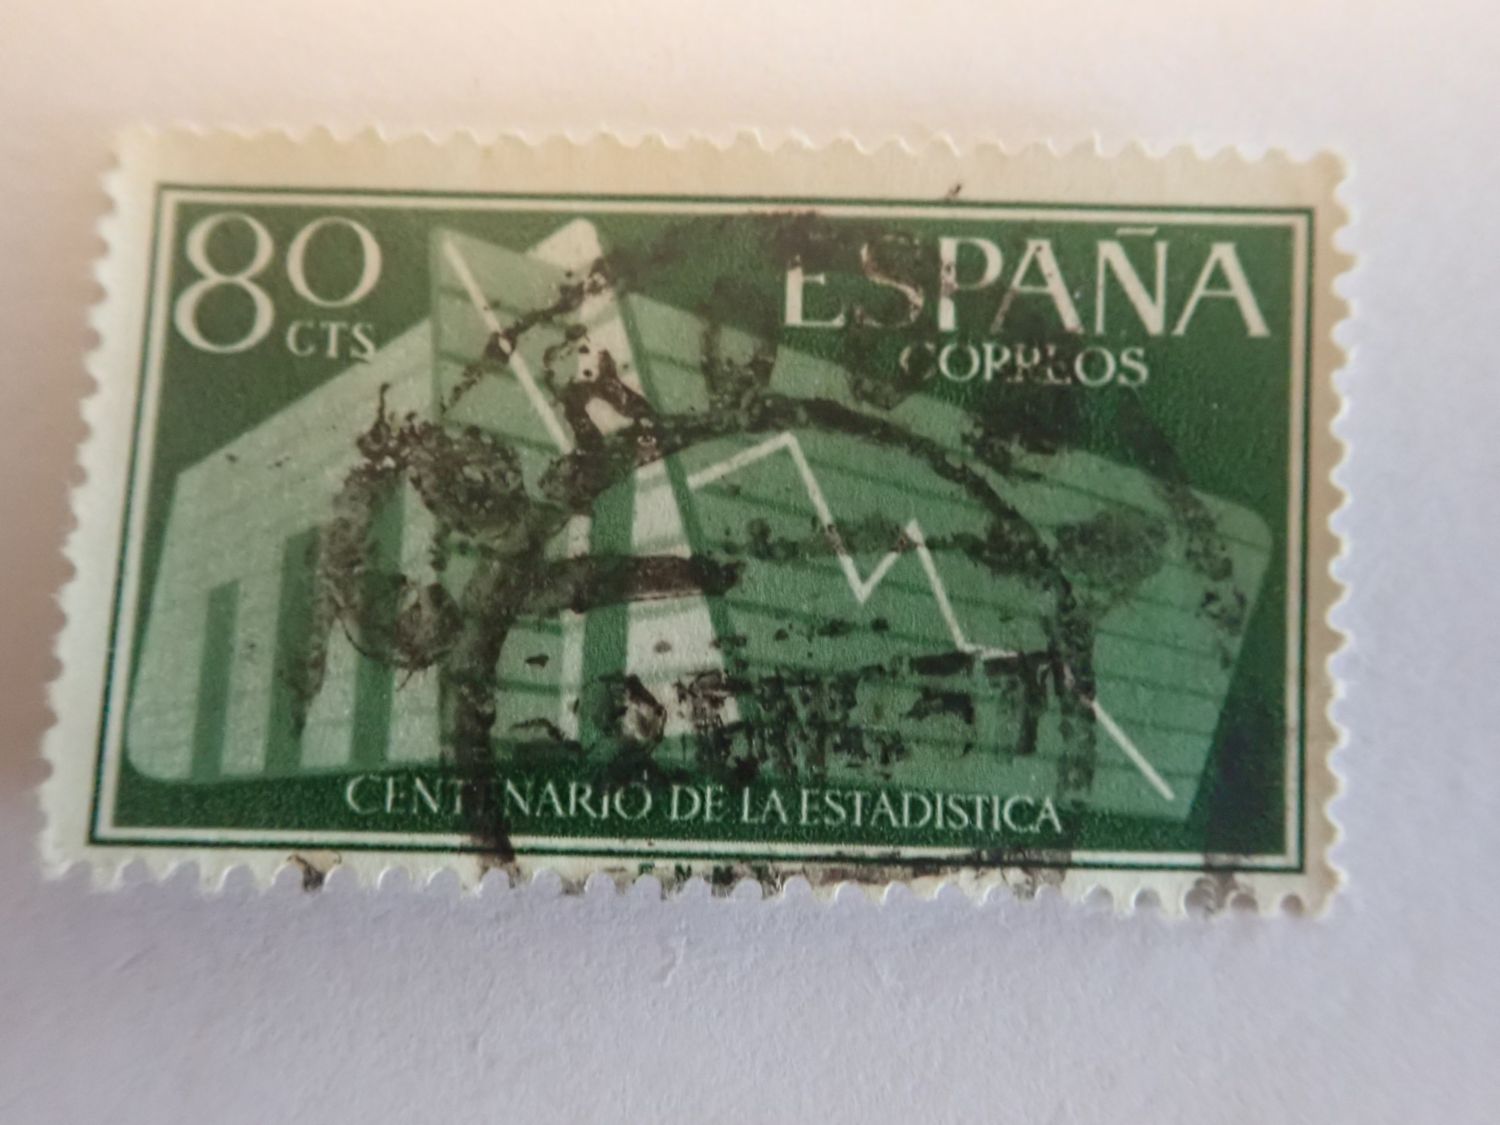 80 ESPAÑA
CTS CORREOS
CENTENARIO DE LA ESTADISTICA